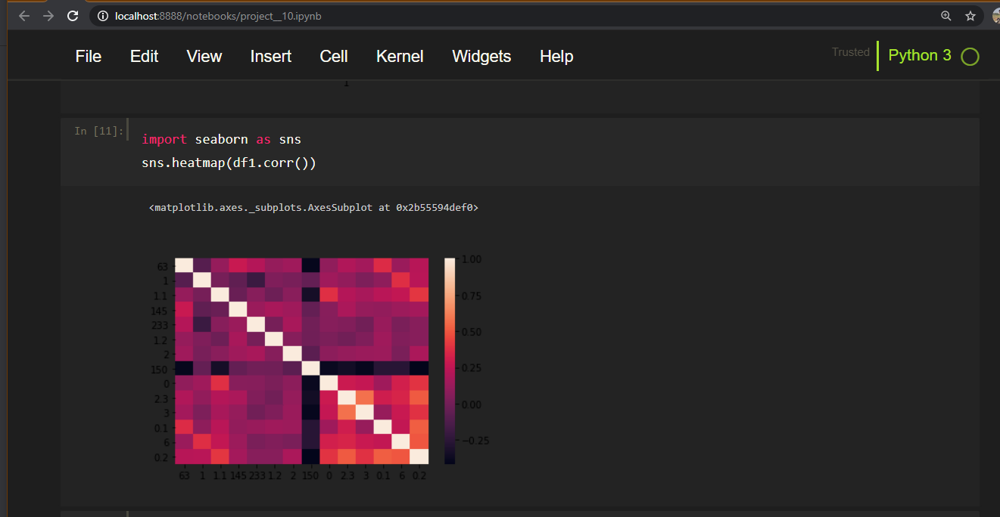 localhost:8888/notebooks/project__10.ipynb
File Edit View Insert Cell Kernel Widgets Help Trusted Python 3
In [11]:
import seaborn as sns
sns.heatmap(df1.corr())
<matplotlib.axes._subplots.AxesSubplot at 0x2b55594def0>
63
1
1.1
145
233
1.2
2
150
0
2.3
3
0.1
6
0.2
63 1 1.1 145 233 1.2 2 150 0 2.3 3 0.1 6 0.2
1.00
0.75
0.50
0.25
0.00
−0.25